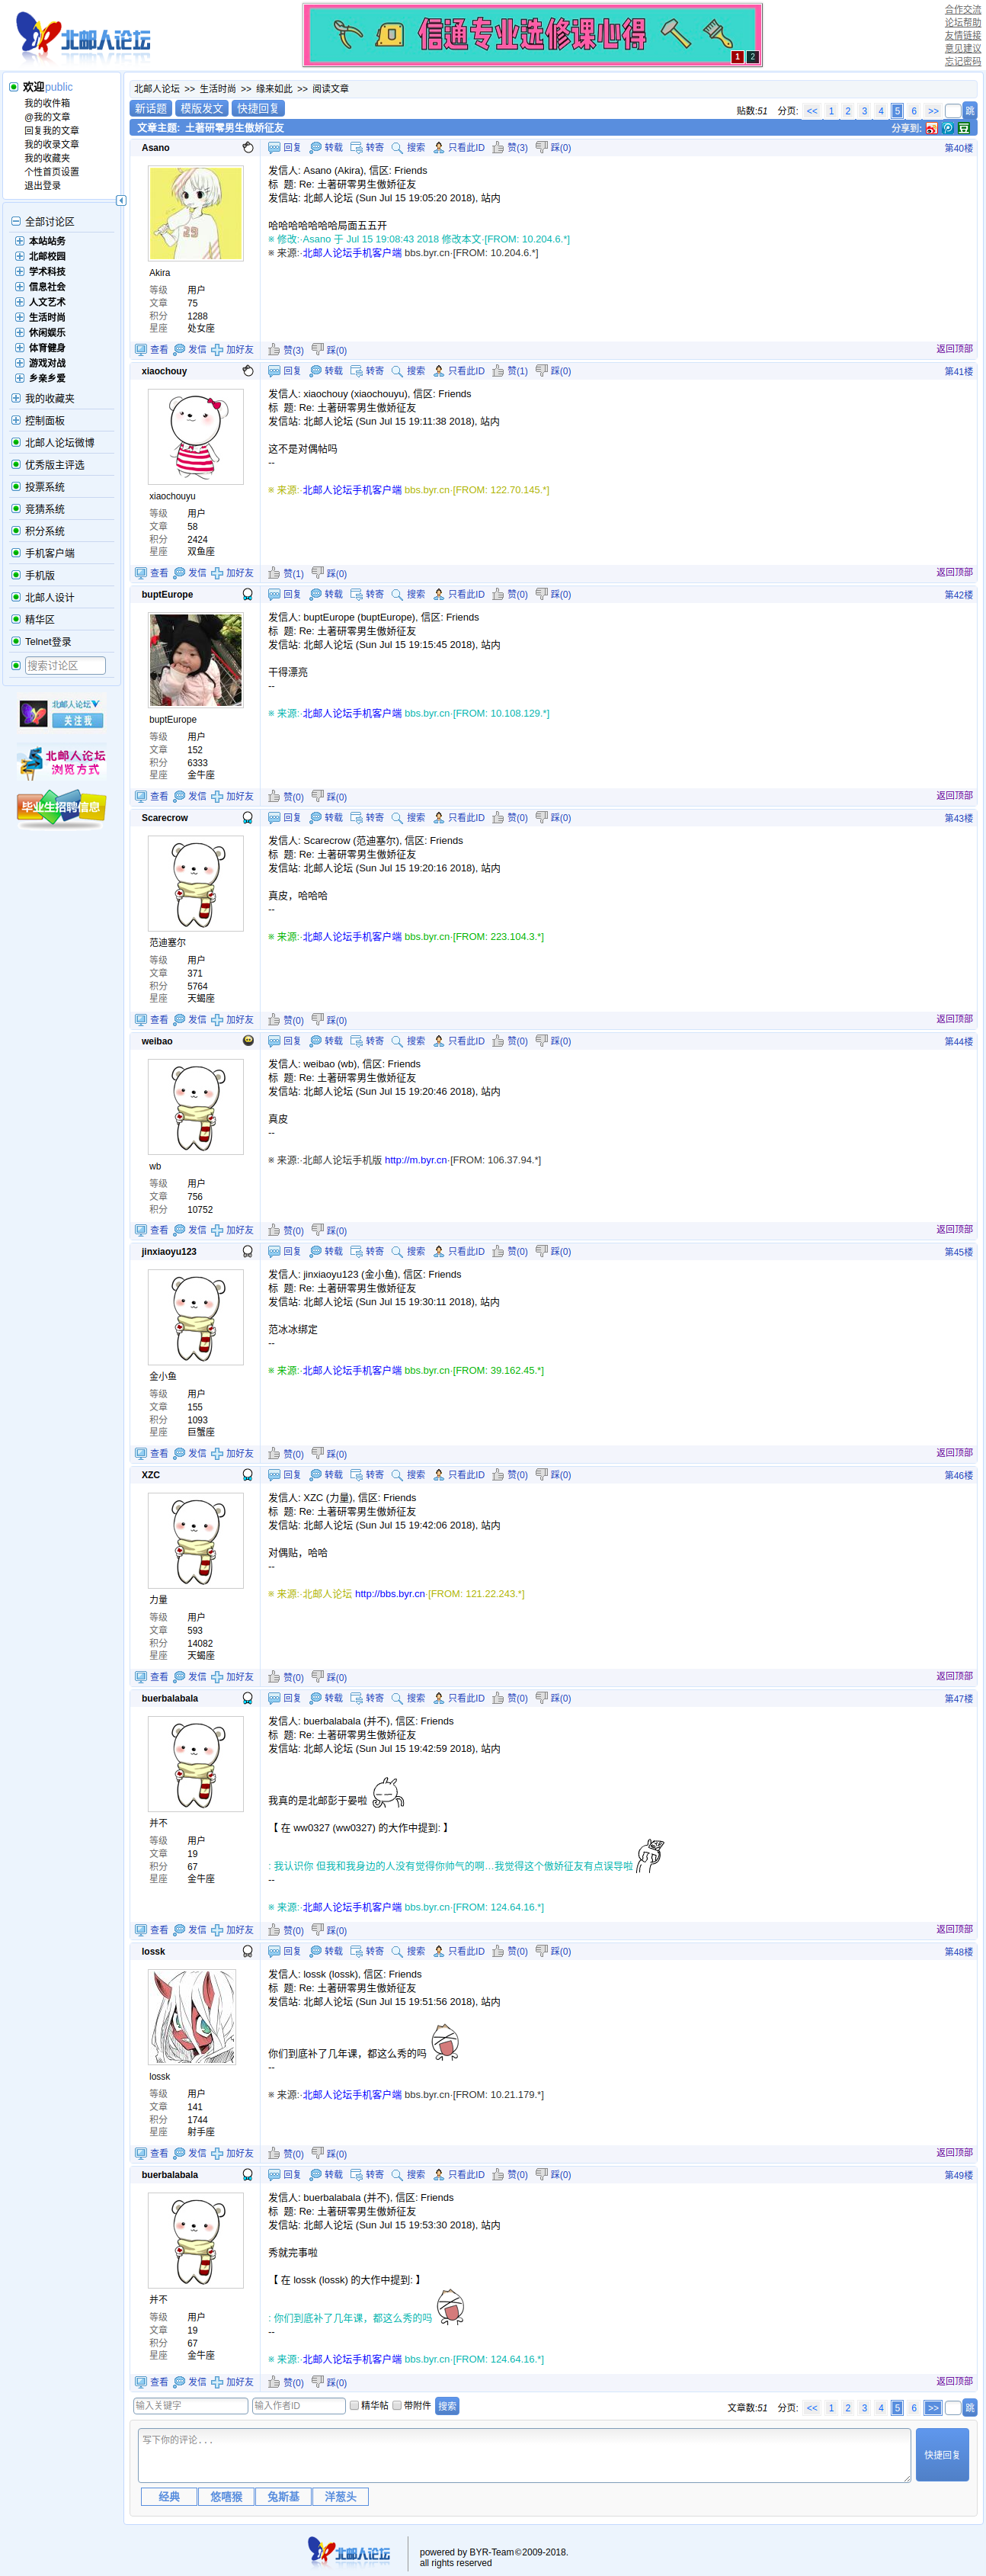 北邮人论坛
信通专业选修课心得
1 2
合作交流
论坛帮助
友情链接
意见建议
忘记密码
欢迎public
我的收件箱
@我的文章
回复我的文章
我的收录文章
我的收藏夹
个性首页设置
退出登录
全部讨论区
本站站务
北邮校园
学术科技
信息社会
人文艺术
生活时尚
休闲娱乐
体育健身
游戏对战
乡亲乡爱
我的收藏夹
控制面板
北邮人论坛微博
优秀版主评选
投票系统
竞猜系统
积分系统
手机客户端
手机版
北邮人设计
精华区
Telnet登录
搜索讨论区
北邮人论坛V
关注我
北邮人论坛
浏览方式
毕业生招聘信息
北邮人论坛 >> 生活时尚 >> 缘来如此 >> 阅读文章
新话题 模版发文 快捷回复
贴数:51 分页: << 1 2 3 4 5 6 >> 跳
文章主题: 土著研零男生傲娇征友
分享到:
Asano 回复 转载 转寄 搜索 只看此ID 赞(3) 踩(0) 第40楼
Akira
等级 用户
文章 75
积分 1288
星座 处女座
发信人: Asano (Akira), 信区: Friends
标 题: Re: 土著研零男生傲娇征友
发信站: 北邮人论坛 (Sun Jul 15 19:05:20 2018), 站内
哈哈哈哈哈哈哈局面五五开
※ 修改:·Asano 于 Jul 15 19:08:43 2018 修改本文·[FROM: 10.204.6.*]
※ 来源:·北邮人论坛手机客户端 bbs.byr.cn·[FROM: 10.204.6.*]
查看 发信 加好友 赞(3) 踩(0) 返回顶部
xiaochouy 回复 转载 转寄 搜索 只看此ID 赞(1) 踩(0) 第41楼
xiaochouyu
等级 用户
文章 58
积分 2424
星座 双鱼座
发信人: xiaochouy (xiaochouyu), 信区: Friends
标 题: Re: 土著研零男生傲娇征友
发信站: 北邮人论坛 (Sun Jul 15 19:11:38 2018), 站内
这不是对偶帖吗
--
※ 来源:·北邮人论坛手机客户端 bbs.byr.cn·[FROM: 122.70.145.*]
查看 发信 加好友 赞(1) 踩(0) 返回顶部
buptEurope 回复 转载 转寄 搜索 只看此ID 赞(0) 踩(0) 第42楼
buptEurope
等级 用户
文章 152
积分 6333
星座 金牛座
发信人: buptEurope (buptEurope), 信区: Friends
标 题: Re: 土著研零男生傲娇征友
发信站: 北邮人论坛 (Sun Jul 15 19:15:45 2018), 站内
干得漂亮
--
※ 来源:·北邮人论坛手机客户端 bbs.byr.cn·[FROM: 10.108.129.*]
查看 发信 加好友 赞(0) 踩(0) 返回顶部
Scarecrow 回复 转载 转寄 搜索 只看此ID 赞(0) 踩(0) 第43楼
范迪塞尔
等级 用户
文章 371
积分 5764
星座 天蝎座
发信人: Scarecrow (范迪塞尔), 信区: Friends
标 题: Re: 土著研零男生傲娇征友
发信站: 北邮人论坛 (Sun Jul 15 19:20:16 2018), 站内
真皮，哈哈哈
--
※ 来源:·北邮人论坛手机客户端 bbs.byr.cn·[FROM: 223.104.3.*]
查看 发信 加好友 赞(0) 踩(0) 返回顶部
weibao 回复 转载 转寄 搜索 只看此ID 赞(0) 踩(0) 第44楼
wb
等级 用户
文章 756
积分 10752
发信人: weibao (wb), 信区: Friends
标 题: Re: 土著研零男生傲娇征友
发信站: 北邮人论坛 (Sun Jul 15 19:20:46 2018), 站内
真皮
--
※ 来源:·北邮人论坛手机版 http://m.byr.cn·[FROM: 106.37.94.*]
查看 发信 加好友 赞(0) 踩(0) 返回顶部
jinxiaoyu123 回复 转载 转寄 搜索 只看此ID 赞(0) 踩(0) 第45楼
金小鱼
等级 用户
文章 155
积分 1093
星座 巨蟹座
发信人: jinxiaoyu123 (金小鱼), 信区: Friends
标 题: Re: 土著研零男生傲娇征友
发信站: 北邮人论坛 (Sun Jul 15 19:30:11 2018), 站内
范冰冰绑定
--
※ 来源:·北邮人论坛手机客户端 bbs.byr.cn·[FROM: 39.162.45.*]
查看 发信 加好友 赞(0) 踩(0) 返回顶部
XZC 回复 转载 转寄 搜索 只看此ID 赞(0) 踩(0) 第46楼
力量
等级 用户
文章 593
积分 14082
星座 天蝎座
发信人: XZC (力量), 信区: Friends
标 题: Re: 土著研零男生傲娇征友
发信站: 北邮人论坛 (Sun Jul 15 19:42:06 2018), 站内
对偶贴，哈哈
--
※ 来源:·北邮人论坛 http://bbs.byr.cn·[FROM: 121.22.243.*]
查看 发信 加好友 赞(0) 踩(0) 返回顶部
buerbalabala 回复 转载 转寄 搜索 只看此ID 赞(0) 踩(0) 第47楼
并不
等级 用户
文章 19
积分 67
星座 金牛座
发信人: buerbalabala (并不), 信区: Friends
标 题: Re: 土著研零男生傲娇征友
发信站: 北邮人论坛 (Sun Jul 15 19:42:59 2018), 站内
我真的是北邮彭于晏啦
【 在 ww0327 (ww0327) 的大作中提到: 】
: 我认识你 但我和我身边的人没有觉得你帅气的啊…我觉得这个傲娇征友有点误导啦
--
※ 来源:·北邮人论坛手机客户端 bbs.byr.cn·[FROM: 124.64.16.*]
查看 发信 加好友 赞(0) 踩(0) 返回顶部
lossk 回复 转载 转寄 搜索 只看此ID 赞(0) 踩(0) 第48楼
lossk
等级 用户
文章 141
积分 1744
星座 射手座
发信人: lossk (lossk), 信区: Friends
标 题: Re: 土著研零男生傲娇征友
发信站: 北邮人论坛 (Sun Jul 15 19:51:56 2018), 站内
你们到底补了几年课，都这么秀的吗
--
※ 来源:·北邮人论坛手机客户端 bbs.byr.cn·[FROM: 10.21.179.*]
查看 发信 加好友 赞(0) 踩(0) 返回顶部
buerbalabala 回复 转载 转寄 搜索 只看此ID 赞(0) 踩(0) 第49楼
并不
等级 用户
文章 19
积分 67
星座 金牛座
发信人: buerbalabala (并不), 信区: Friends
标 题: Re: 土著研零男生傲娇征友
发信站: 北邮人论坛 (Sun Jul 15 19:53:30 2018), 站内
秀就完事啦
【 在 lossk (lossk) 的大作中提到: 】
: 你们到底补了几年课，都这么秀的吗
--
※ 来源:·北邮人论坛手机客户端 bbs.byr.cn·[FROM: 124.64.16.*]
查看 发信 加好友 赞(0) 踩(0) 返回顶部
输入关键字 输入作者ID 精华帖 带附件 搜索
文章数:51 分页: << 1 2 3 4 5 6 >> 跳
写下你的评论...
快捷回复
经典 悠嘻猴 兔斯基 洋葱头
北邮人论坛
powered by BYR-Team©2009-2018.
all rights reserved